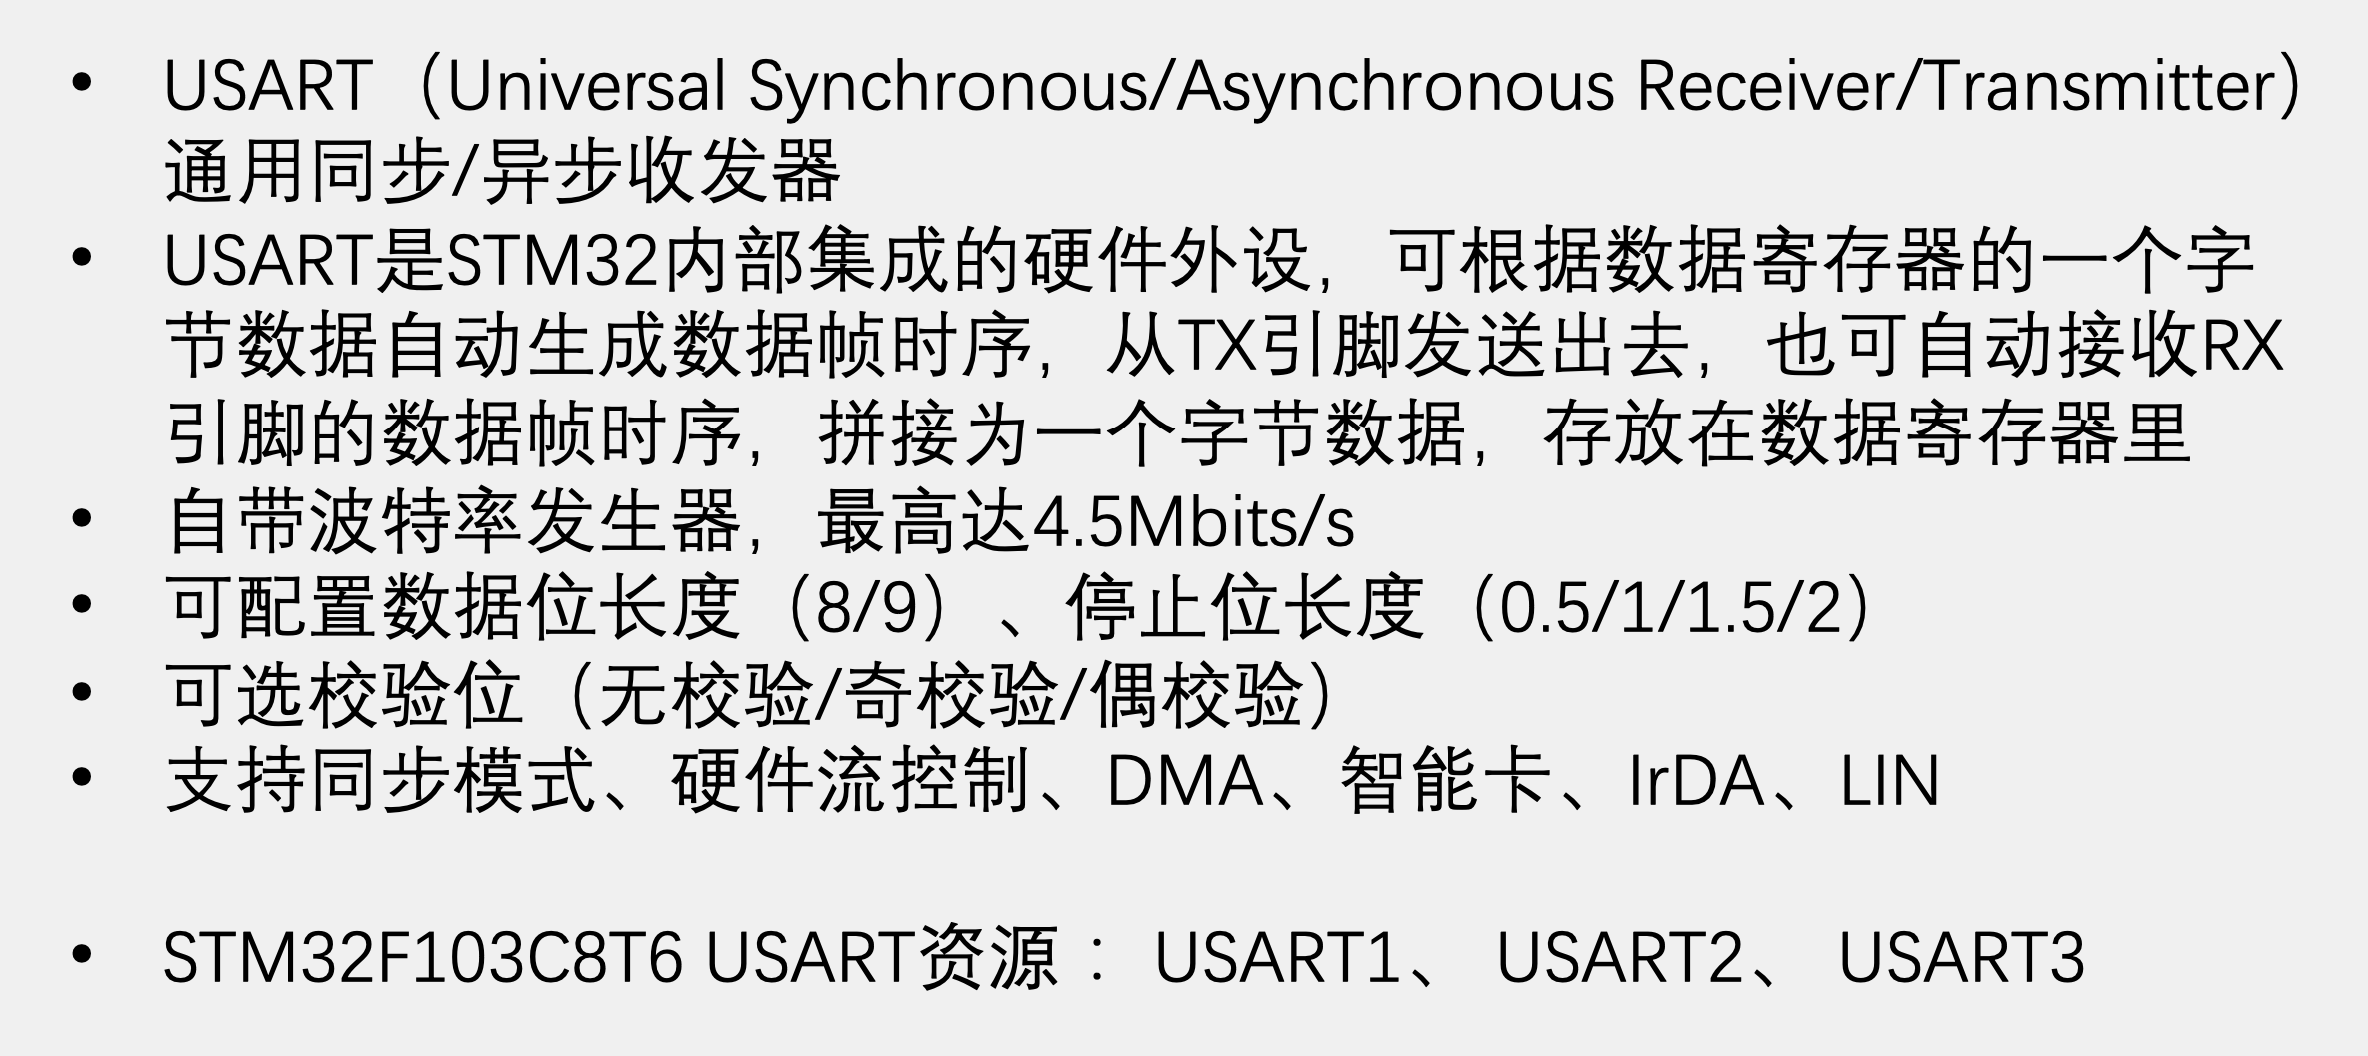 • USART（Universal Synchronous/Asynchronous Receiver/Transmitter）
通用同步/异步收发器
• USART是STM32内部集成的硬件外设，可根据数据寄存器的一个字
节数据自动生成数据帧时序，从TX引脚发送出去，也可自动接收RX
引脚的数据帧时序，拼接为一个字节数据，存放在数据寄存器里
• 自带波特率发生器，最高达4.5Mbits/s
• 可配置数据位长度（8/9）、停止位长度（0.5/1/1.5/2）
• 可选校验位（无校验/奇校验/偶校验）
• 支持同步模式、硬件流控制、DMA、智能卡、IrDA、LIN
• STM32F103C8T6 USART资源： USART1、 USART2、 USART3